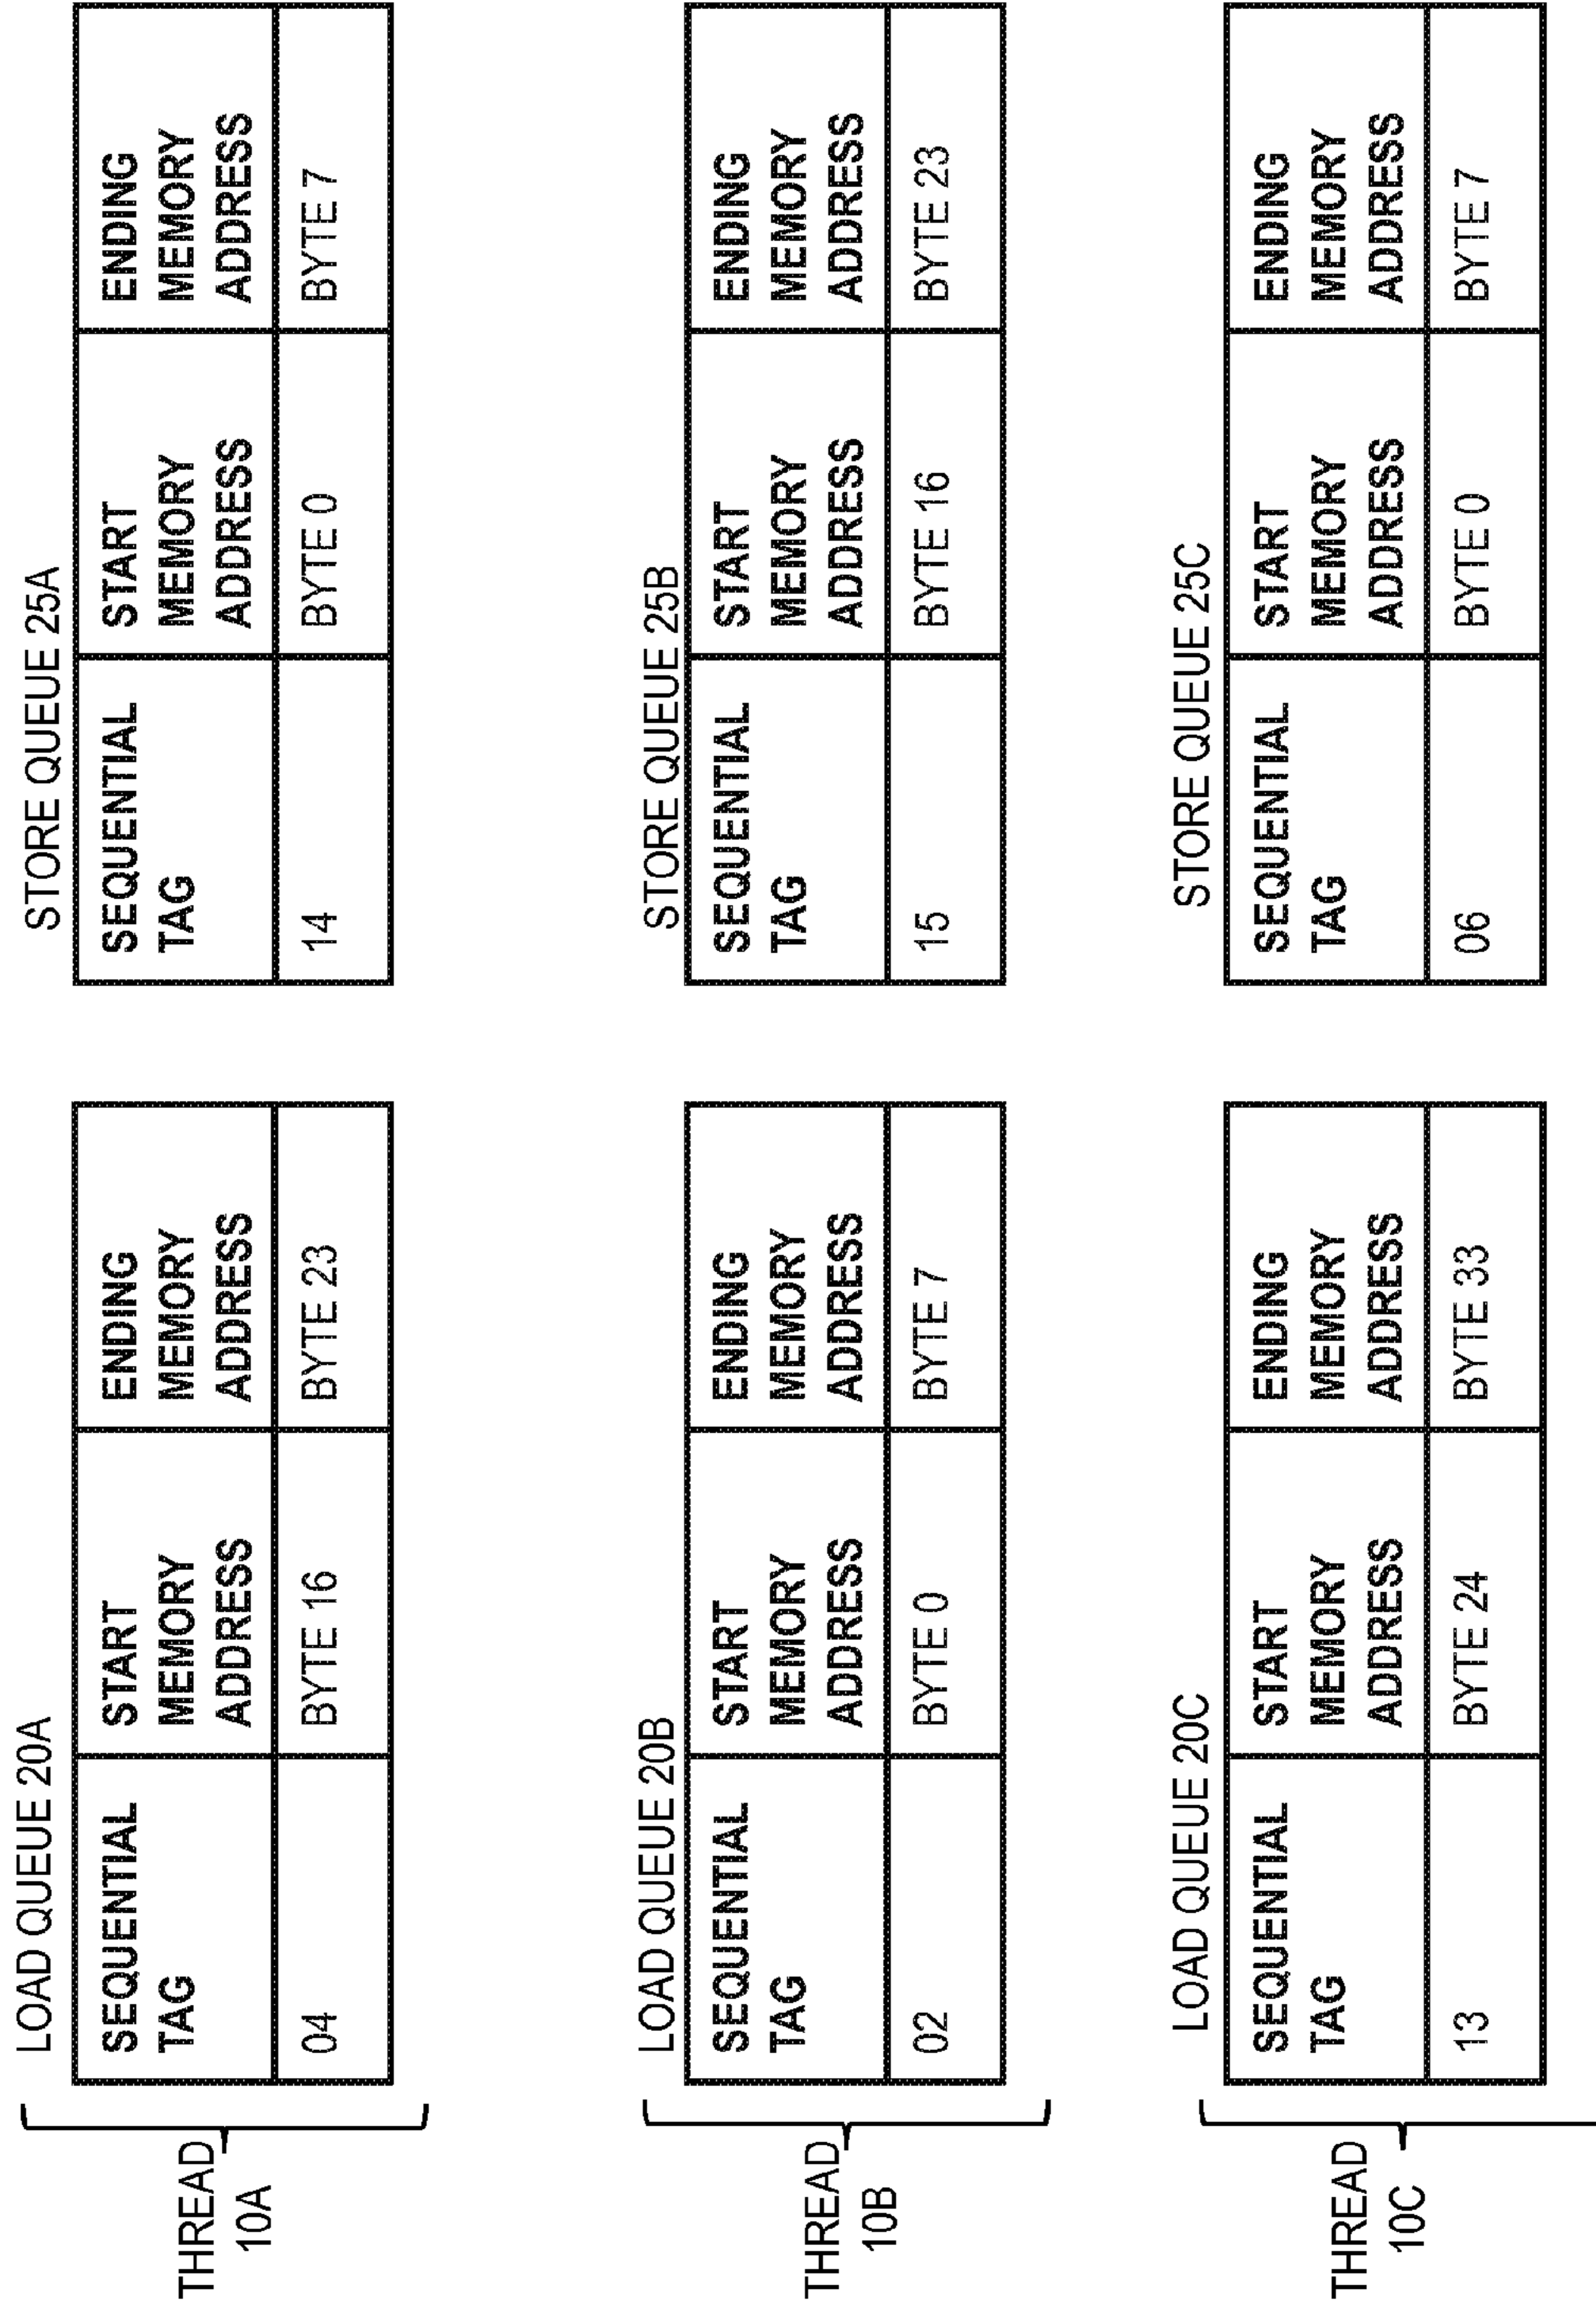 THREAD
10A
LOAD QUEUE 20A
SEQUENTIAL
TAG
START
MEMORY
ADDRESS
ENDING
MEMORY
ADDRESS
04
BYTE 16
BYTE 23
STORE QUEUE 25A
SEQUENTIAL
TAG
START
MEMORY
ADDRESS
ENDING
MEMORY
ADDRESS
14
BYTE 0
BYTE 7
THREAD
10B
LOAD QUEUE 20B
SEQUENTIAL
TAG
START
MEMORY
ADDRESS
ENDING
MEMORY
ADDRESS
02
BYTE 0
BYTE 7
STORE QUEUE 25B
SEQUENTIAL
TAG
START
MEMORY
ADDRESS
ENDING
MEMORY
ADDRESS
15
BYTE 16
BYTE 23
THREAD
10C
LOAD QUEUE 20C
SEQUENTIAL
TAG
START
MEMORY
ADDRESS
ENDING
MEMORY
ADDRESS
13
BYTE 24
BYTE 33
STORE QUEUE 25C
SEQUENTIAL
TAG
START
MEMORY
ADDRESS
ENDING
MEMORY
ADDRESS
06
BYTE 0
BYTE 7